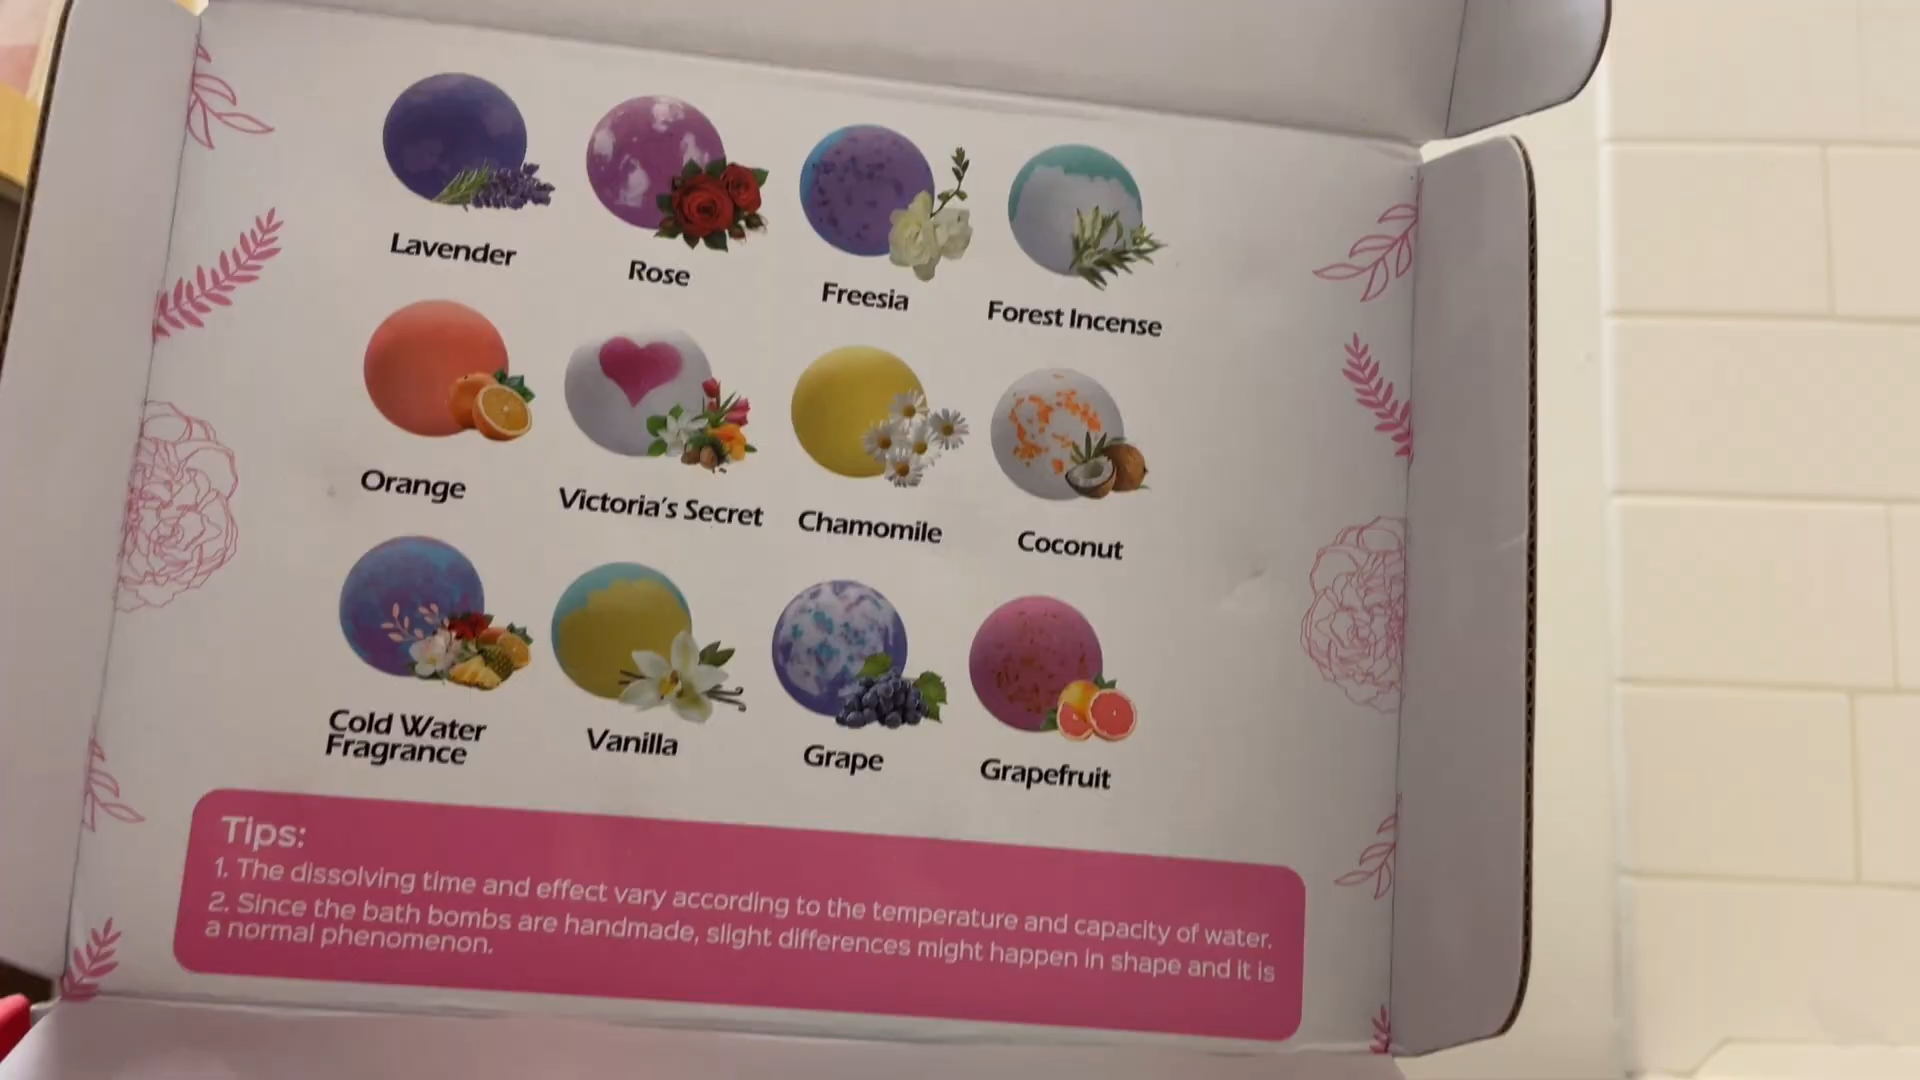 Lavender
Rose
Freesia
Forest Incense
Orange
Victoria's Secret
Chamomile
Coconut
Cold Water
Fragrance
Vanilla
Grape
Grapefruit
Tips:
1. The dissolving time and effect vary according to the temperature and capacity of water.
2. Since the bath bombs are handmade, slight differences might happen in shape and it is
a normal phenomenon.